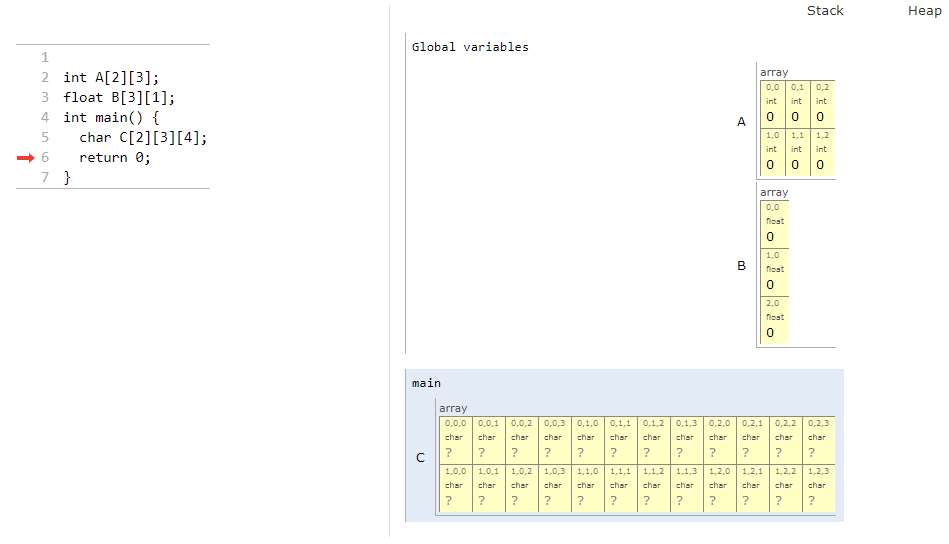 Stack Heap
1
2 int A[2][3];
3 float B[3][1];
4 int main() {
5 char C[2][3][4];
6 return 0;
7 }
Global variables
array
0,0 0,1 0,2
int int int
A
0 0 0
1,0 1,1 1,2
int int int
0 0 0
array
0,0
float
0
B
1,0
float
0
2,0
float
0
main
array
0,0,0 0,0,1 0,0,2 0,0,3 0,1,0 0,1,1 0,1,2 0,1,3 0,2,0 0,2,1 0,2,2 0,2,3
char char char char char char char char char char char char
? ? ? ? ? ? ? ? ? ? ? ?
C
1,0,0 1,0,1 1,0,2 1,0,3 1,1,0 1,1,1 1,1,2 1,1,3 1,2,0 1,2,1 1,2,2 1,2,3
char char char char char char char char char char char char
? ? ? ? ? ? ? ? ? ? ? ?